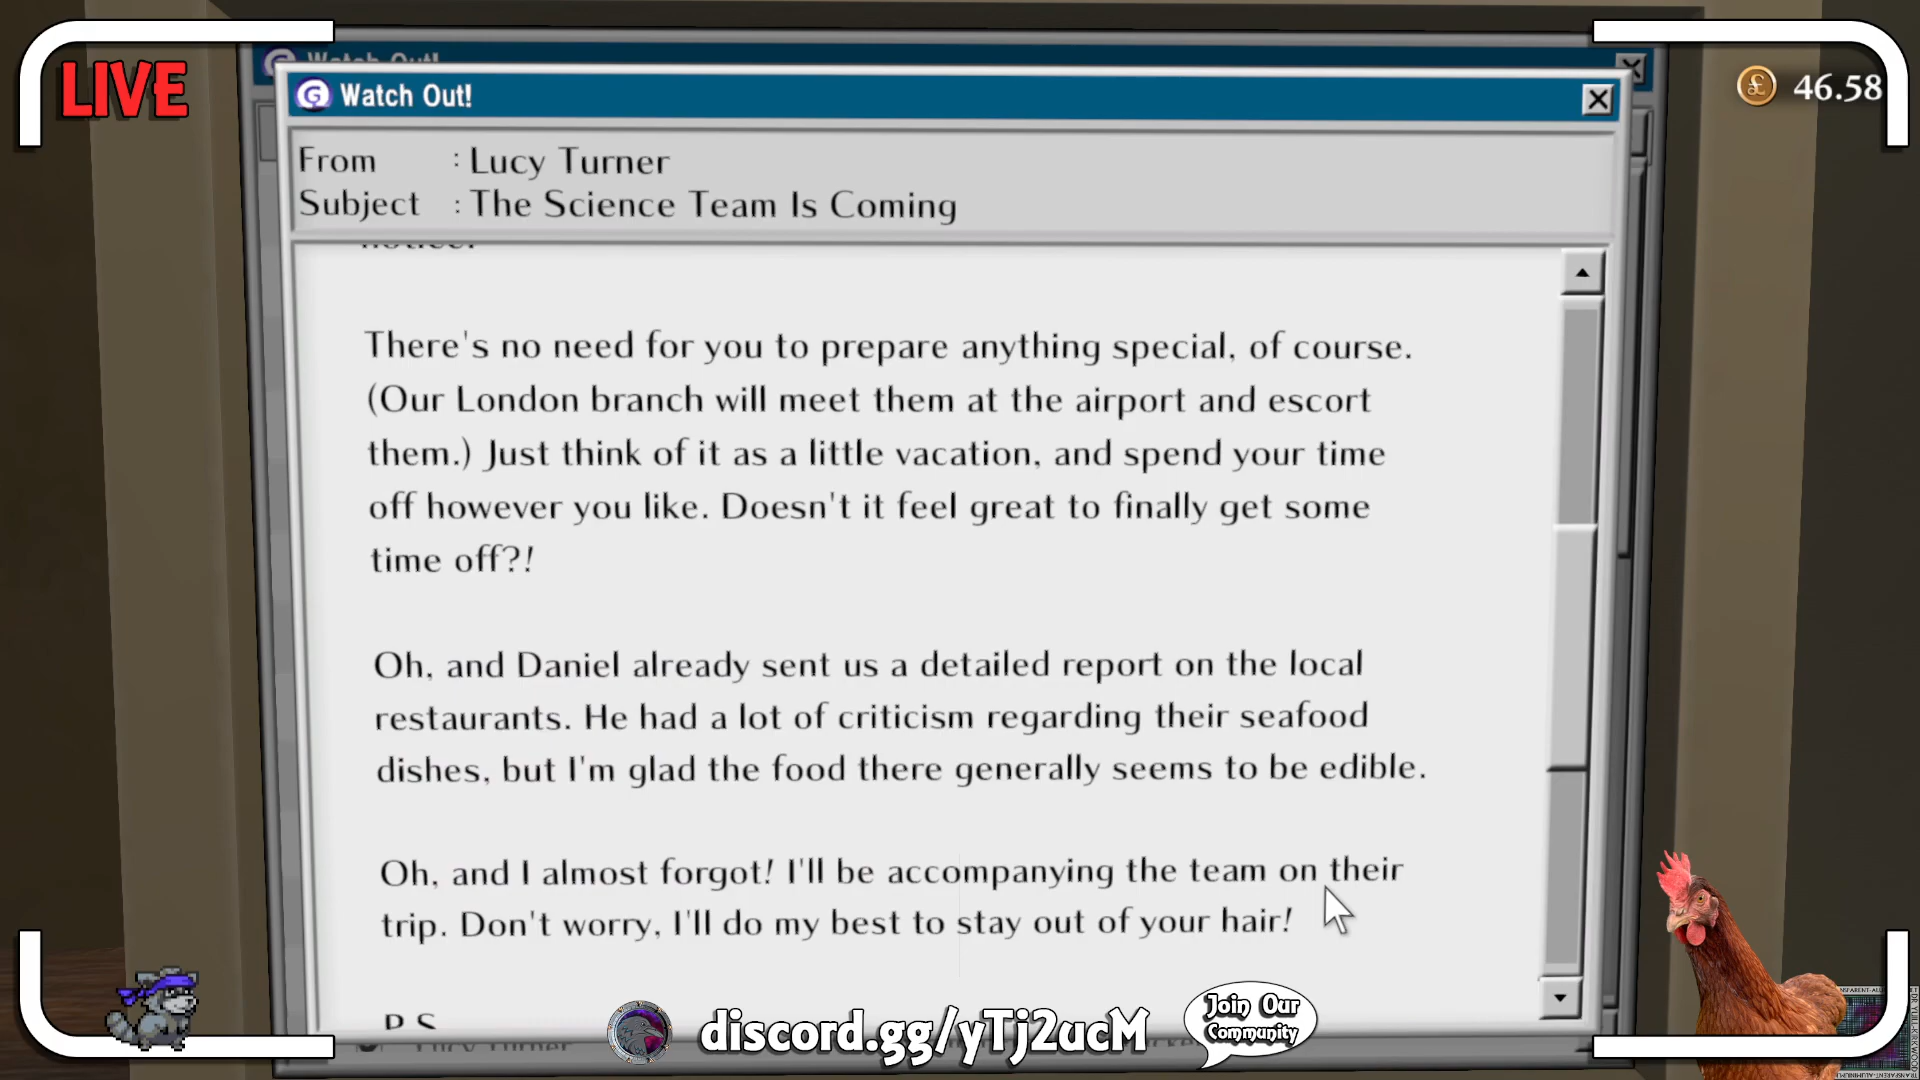 LIVE
Watch Out!
Watch Out!
46.58
From : Lucy Turner
Subject : The Science Team Is Coming
notice.
There's no need for you to prepare anything special, of course.
(Our London branch will meet them at the airport and escort
them.) Just think of it as a little vacation, and spend your time
off however you like. Doesn't it feel great to finally get some
time off?!
Oh, and Daniel already sent us a detailed report on the local
restaurants. He had a lot of criticism regarding their seafood
dishes, but I'm glad the food there generally seems to be edible.
Oh, and I almost forgot! I'll be accompanying the team on their
trip. Don't worry, I'll do my best to stay out of your hair!
P.S.
Lucy Turner
discord.gg/yTj2ucM
Join Our
Community